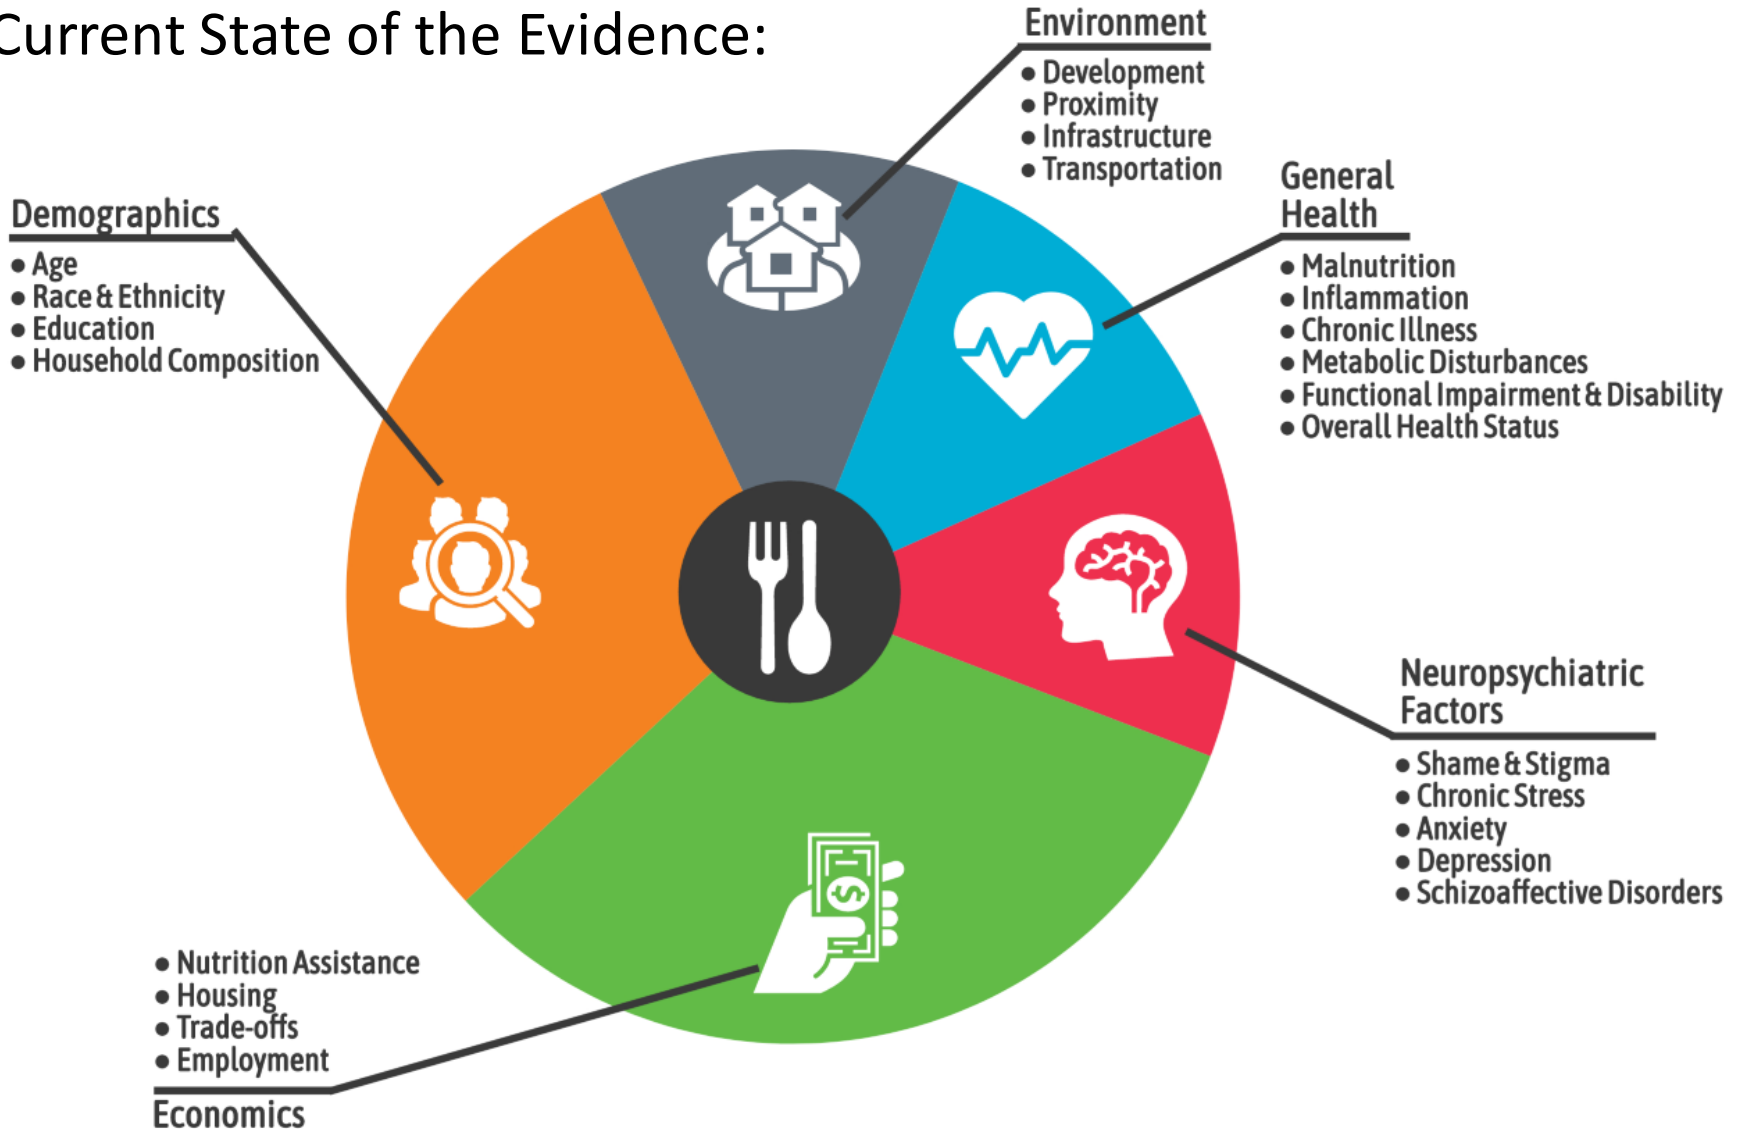 Current State of the Evidence:
Environment
● Development
● Proximity
● Infrastructure
● Transportation
General
Health
● Malnutrition
● Inflammation
● Chronic Illness
● Metabolic Disturbances
● Functional Impairment & Disability
● Overall Health Status
Demographics
● Age
● Race & Ethnicity
● Education
● Household Composition
Neuropsychiatric
Factors
● Shame & Stigma
● Chronic Stress
● Anxiety
● Depression
● Schizoaffective Disorders
$
● Nutrition Assistance
● Housing
● Trade-offs
● Employment
Economics